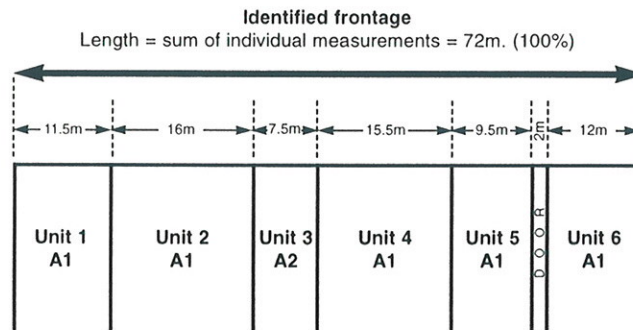 Identified frontage
Length = sum of individual measurements = 72m. (100%)
11.5m 16m 7.5m 15.5m 9.5m 2m 12m
Unit 1 Unit 2 Unit 3 Unit 4 Unit 5 DOOR Unit 6
A1 A1 A2 A1 A1 A1